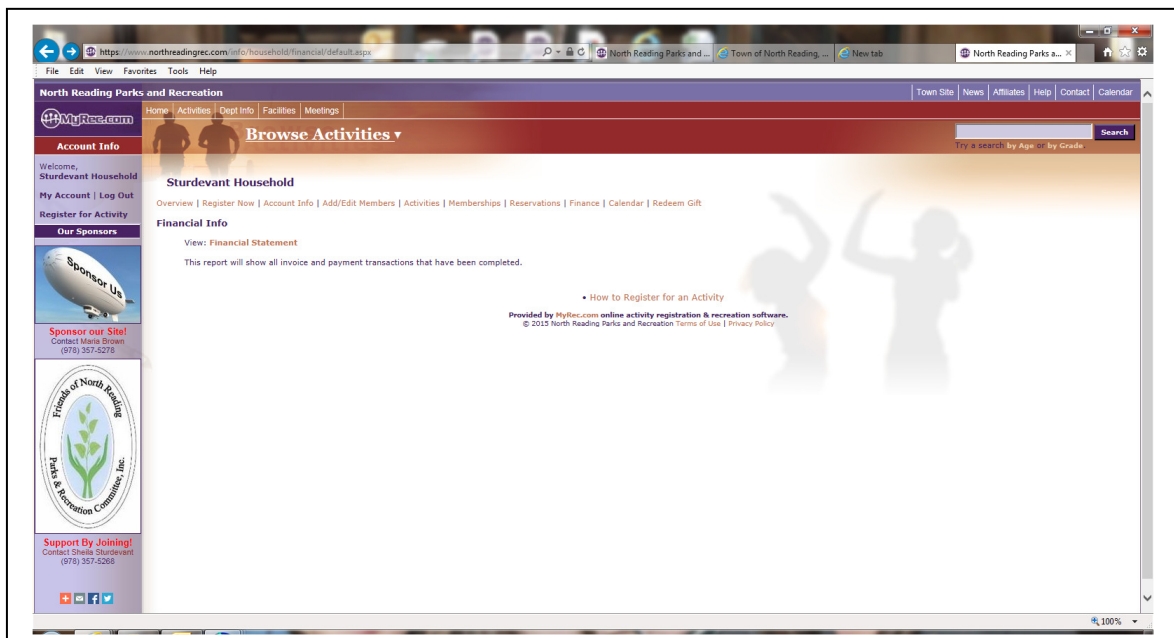 https://www.northreadingrec.com/info/household/financial/default.aspx
North Reading Parks and ...
Town of North Reading, ...
New tab
North Reading Parks a...
File Edit View Favorites Tools Help
North Reading Parks and Recreation
Town Site | News | Affiliates | Help | Contact | Calendar
MyRec.com
Home | Activities | Dept Info | Facilities | Meetings
Browse Activities
Search
Try a search by Age or by Grade.
Account Info
Welcome,
Sturdevant Household
My Account | Log Out
Register for Activity
Our Sponsors
Sponsor Us
Sponsor our Site!
Contact Maria Brown
(978) 357-5278
Friends of North Reading
Parks & Recreation Committee, Inc.
Support By Joining!
Contact Sheila Sturdevant
(978) 357-5268
Sturdevant Household
Overview | Register Now | Account Info | Add/Edit Members | Activities | Memberships | Reservations | Finance | Calendar | Redeem Gift
Financial Info
View: Financial Statement
This report will show all invoice and payment transactions that have been completed.
• How to Register for an Activity
Provided by MyRec.com online activity registration & recreation software.
© 2015 North Reading Parks and Recreation Terms of Use | Privacy Policy
100%